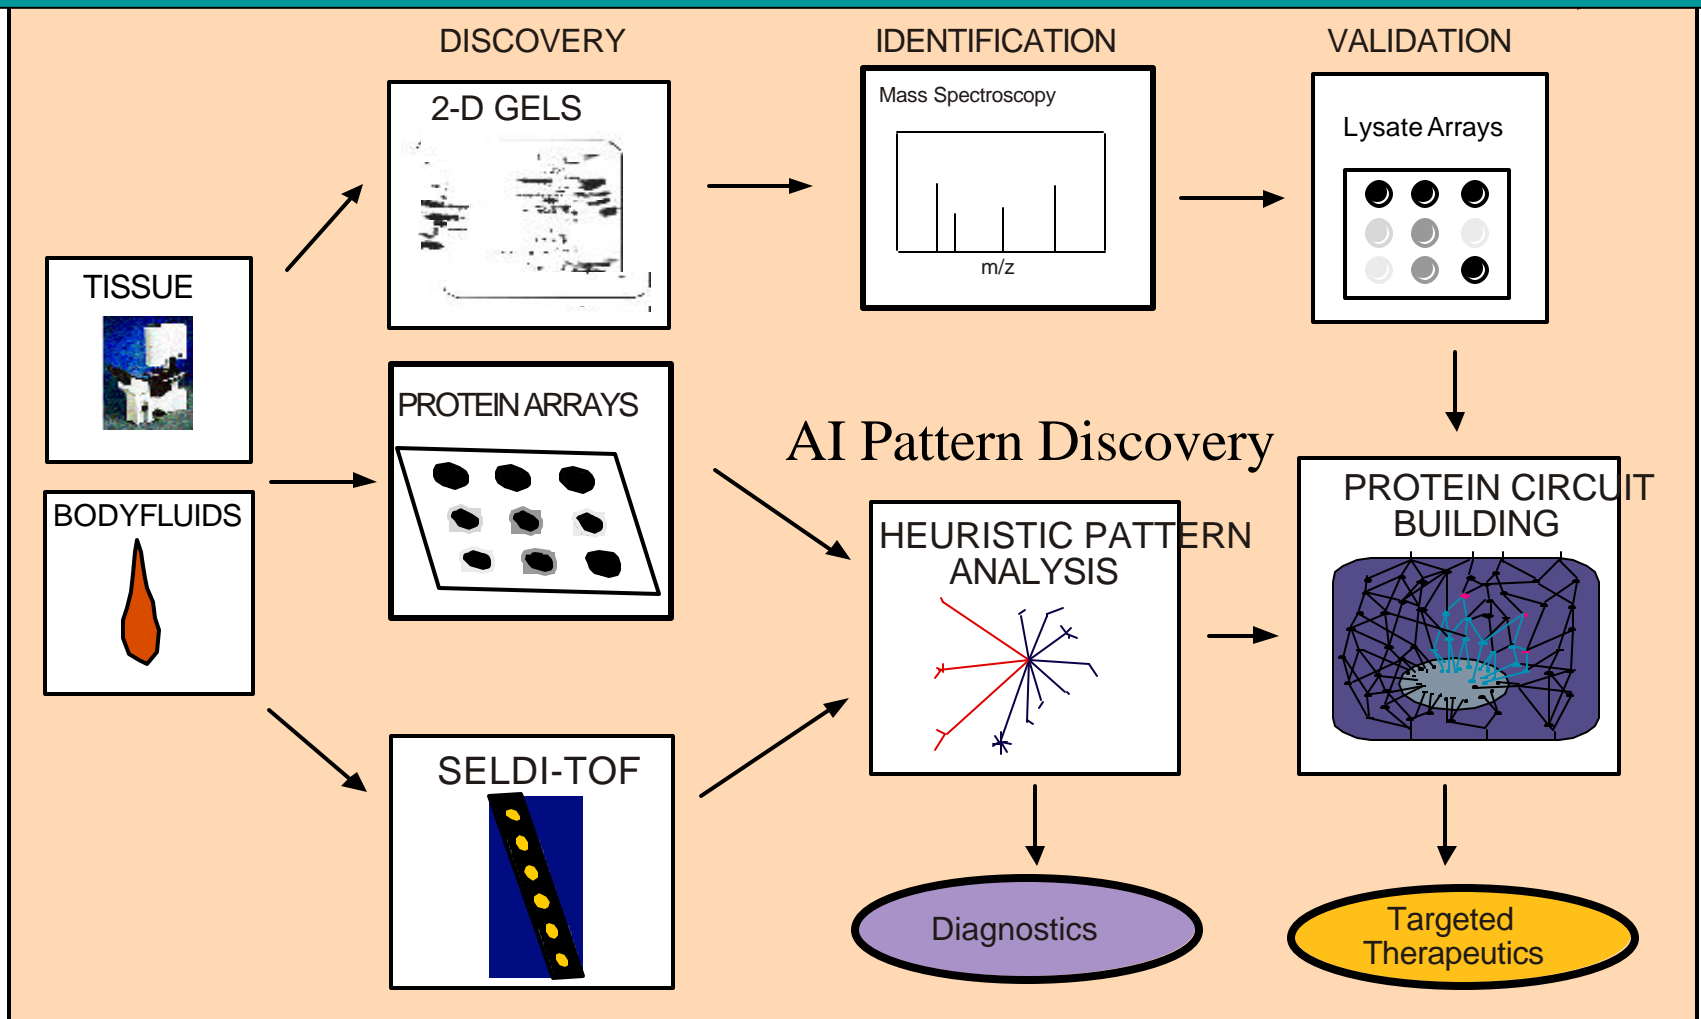 DISCOVERY
IDENTIFICATION
VALIDATION
2-D GELS
Mass Spectroscopy
m/z
Lysate Arrays
TISSUE
BODYFLUIDS
PROTEIN ARRAYS
AI Pattern Discovery
HEURISTIC PATTERN
ANALYSIS
PROTEIN CIRCUIT
BUILDING
SELDI-TOF
Diagnostics
Targeted
Therapeutics